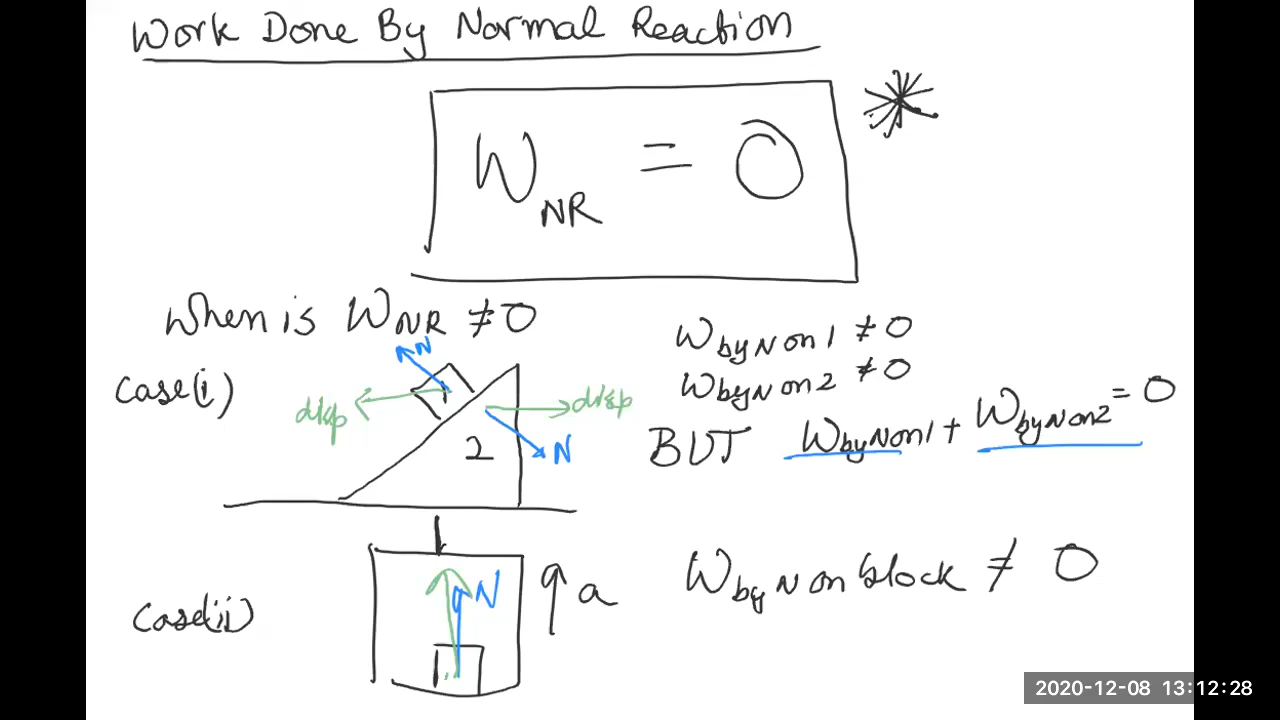 Work Done By Normal Reaction
W_NR = 0 *
When is W_NR ≠ 0
Case(i)
N
disp
disp
2
N
W_by N on 1 ≠ 0
W_by N on 2 ≠ 0
BUT W_by N on 1 + W_by N on 2 = 0
Case(ii)
N
a
W_by N on block ≠ 0
2020-12-08 13:12:28